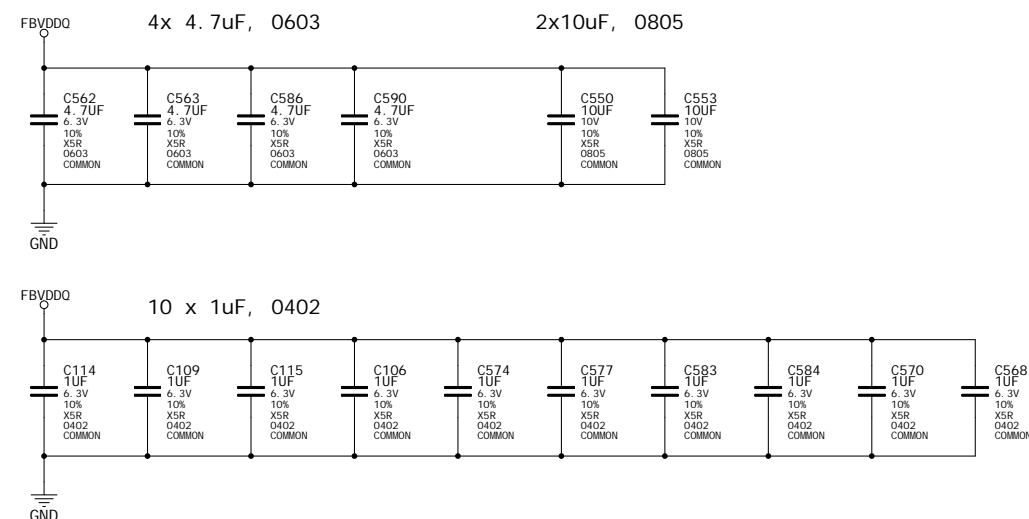 FBVDDQ
4x 4.7uF, 0603
2x10uF, 0805
C562
4.7UF
6.3V
10%
X5R
0603
COMMON
C563
4.7UF
6.3V
10%
X5R
0603
COMMON
C586
4.7UF
6.3V
10%
X5R
0603
COMMON
C590
4.7UF
6.3V
10%
X5R
0603
COMMON
C550
10UF
10V
10%
X5R
0805
COMMON
C553
10UF
10V
10%
X5R
0805
COMMON
GND
FBVDDQ
10 x 1uF, 0402
C114
1UF
6.3V
10%
X5R
0402
COMMON
C109
1UF
6.3V
10%
X5R
0402
COMMON
C115
1UF
6.3V
10%
X5R
0402
COMMON
C106
1UF
6.3V
10%
X5R
0402
COMMON
C574
1UF
6.3V
10%
X5R
0402
COMMON
C577
1UF
6.3V
10%
X5R
0402
COMMON
C583
1UF
6.3V
10%
X5R
0402
COMMON
C584
1UF
6.3V
10%
X5R
0402
COMMON
C570
1UF
6.3V
10%
X5R
0402
COMMON
C568
1UF
6.3V
10%
X5R
0402
COMMON
GND